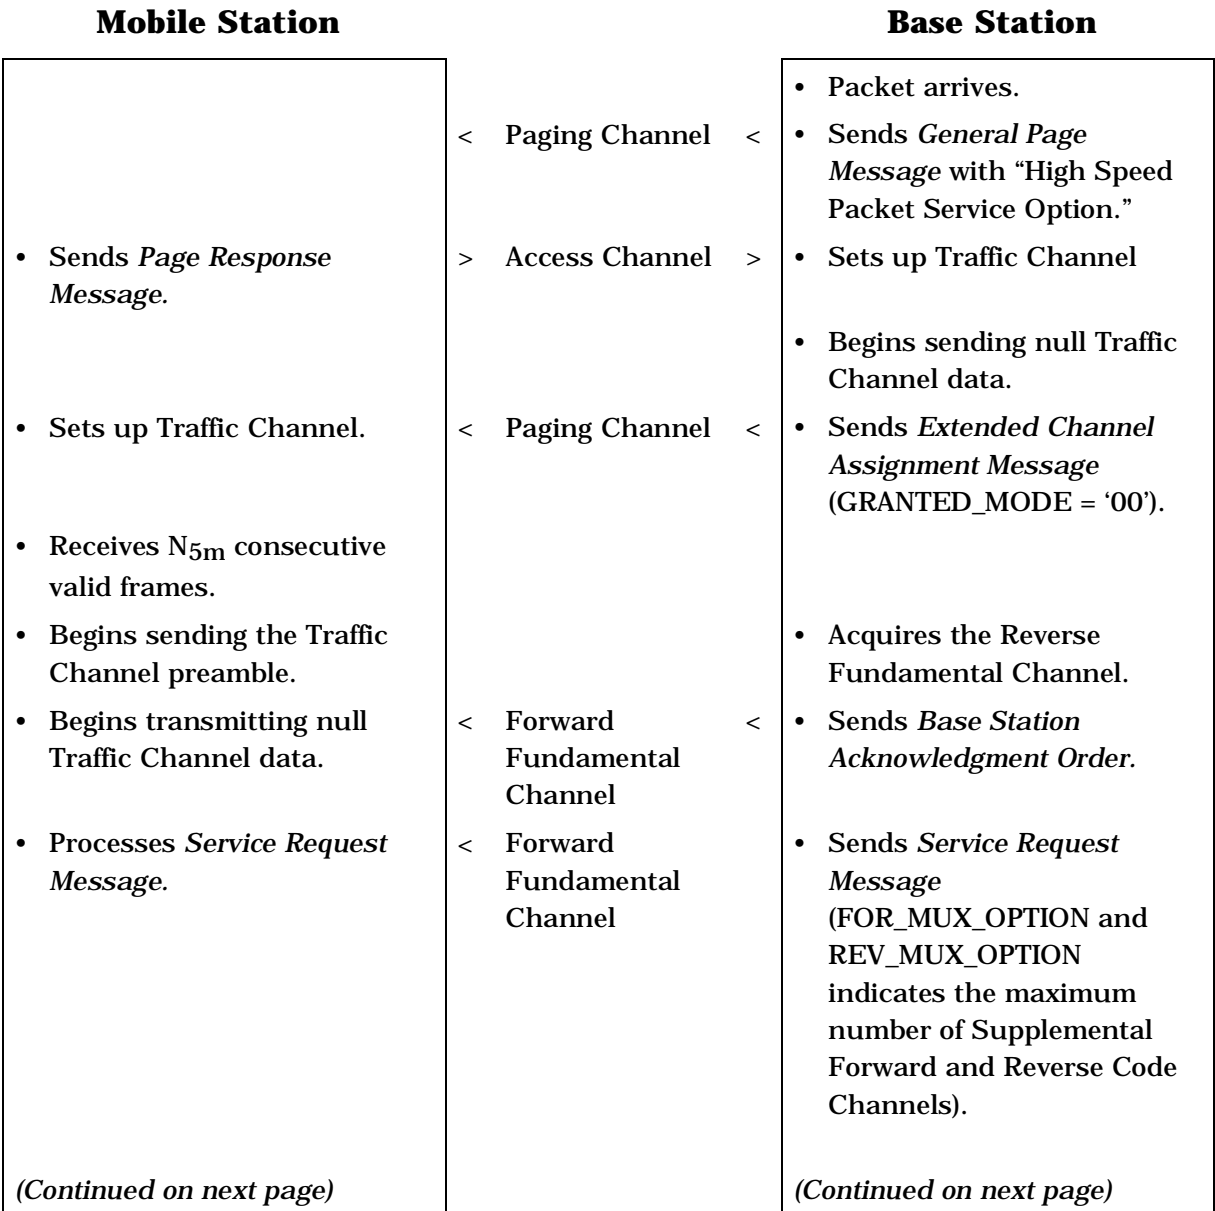 Mobile Station
Base Station
• Packet arrives.
< Paging Channel < • Sends General Page
Message with “High Speed
Packet Service Option.”
• Sends Page Response > Access Channel > • Sets up Traffic Channel
Message.
• Begins sending null Traffic
Channel data.
• Sets up Traffic Channel. < Paging Channel < • Sends Extended Channel
Assignment Message
(GRANTED_MODE = ‘00’).
• Receives N5m consecutive
valid frames.
• Begins sending the Traffic • Acquires the Reverse
Channel preamble. Fundamental Channel.
• Begins transmitting null < Forward < • Sends Base Station
Traffic Channel data. Fundamental Acknowledgment Order.
Channel
• Processes Service Request < Forward • Sends Service Request
Message. Fundamental Message
Channel (FOR_MUX_OPTION and
REV_MUX_OPTION
indicates the maximum
number of Supplemental
Forward and Reverse Code
Channels).
(Continued on next page) (Continued on next page)